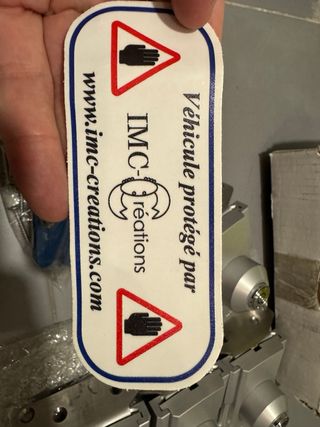 Véhicule protégé par
IMC-Créations
www.imc-creations.com